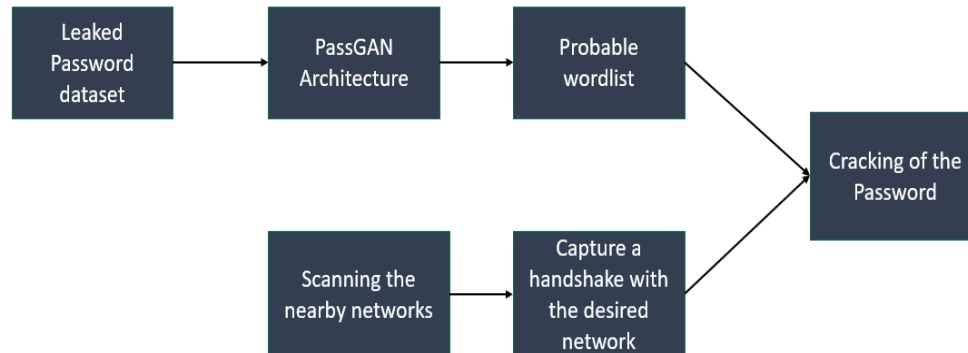 Leaked
Password
dataset
PassGAN
Architecture
Probable
wordlist
Cracking of the
Password
Scanning the
nearby networks
Capture a
handshake with
the desired
network